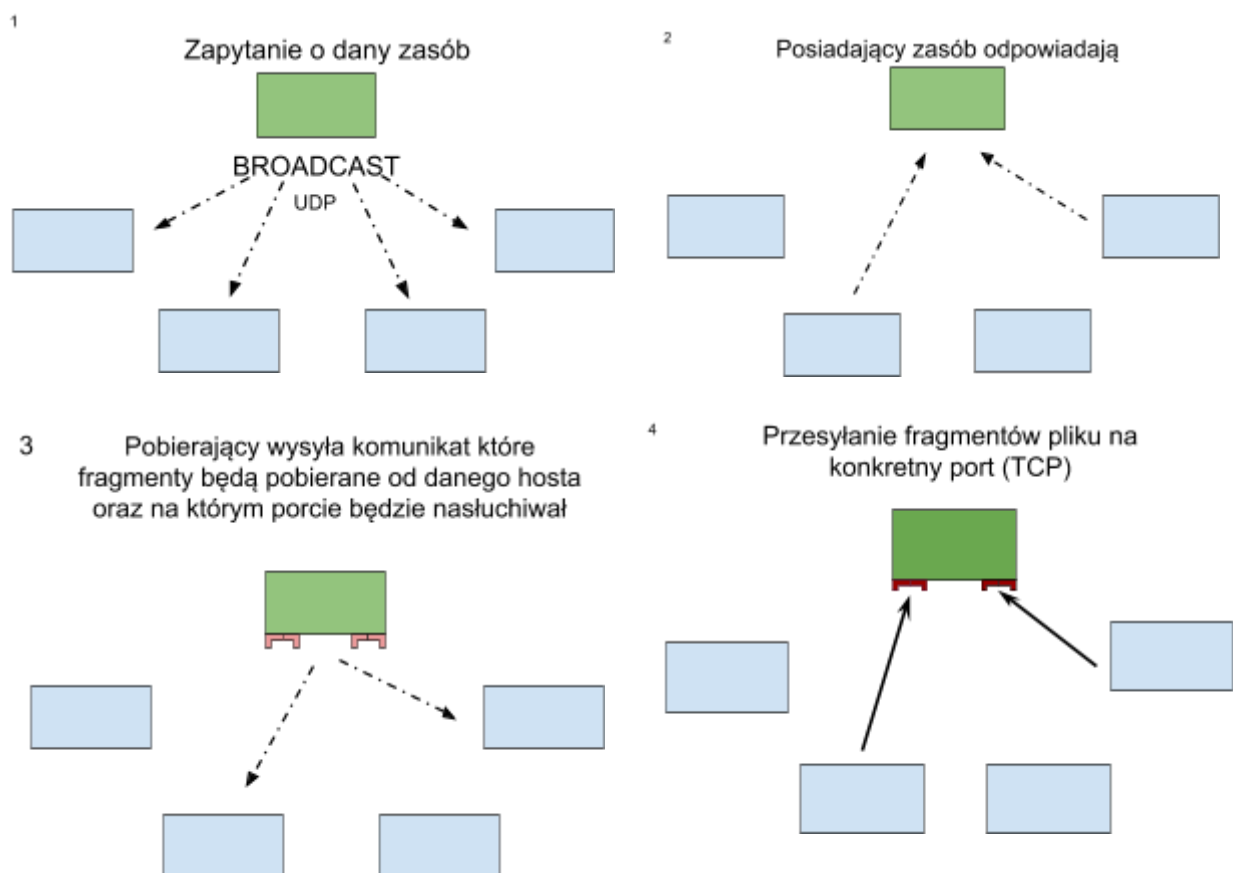 1
Zapytanie o dany zasób
BROADCAST
UDP
2
Posiadający zasób odpowiadają
3
Pobierający wysyła komunikat które
fragmenty będą pobierane od danego hosta
oraz na którym porcie będzie nasłuchiwał
4
Przesyłanie fragmentów pliku na
konkretny port (TCP)